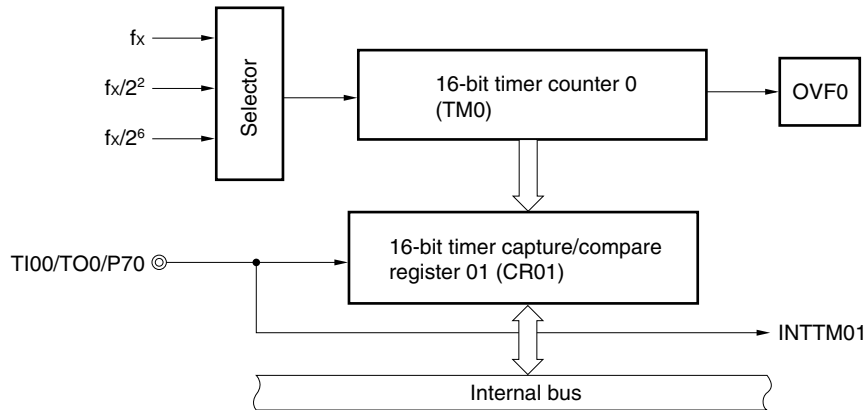 fx
fx/2²
fx/2⁶
Selector
16-bit timer counter 0
(TM0)
OVF0
16-bit timer capture/compare
register 01 (CR01)
TI00/TO0/P70
INTTM01
Internal bus